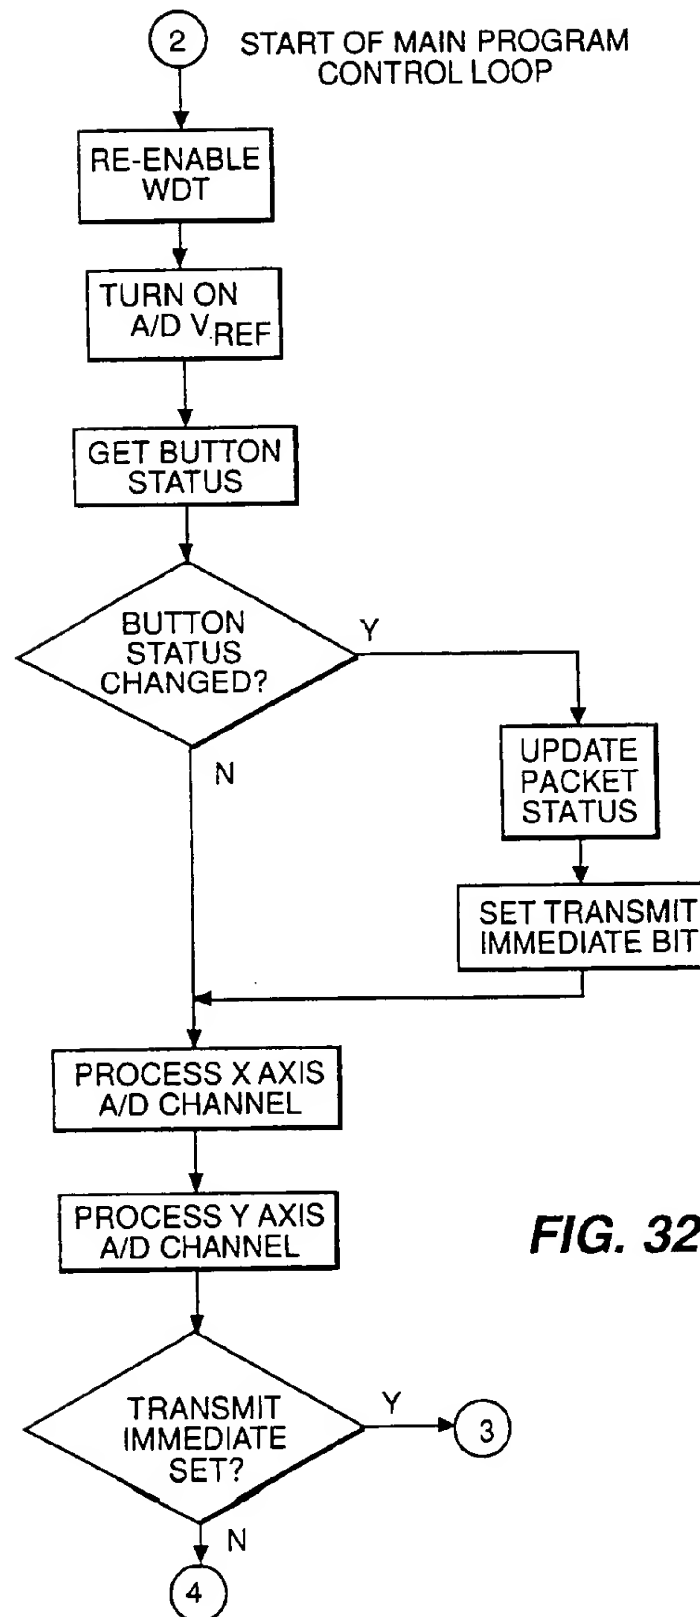 2
START OF MAIN PROGRAM
CONTROL LOOP
RE-ENABLE
WDT
TURN ON
A/D VREF
GET BUTTON
STATUS
BUTTON
STATUS
CHANGED?
Y
N
UPDATE
PACKET
STATUS
SET TRANSMIT
IMMEDIATE BIT
PROCESS X AXIS
A/D CHANNEL
PROCESS Y AXIS
A/D CHANNEL
FIG. 32
TRANSMIT
IMMEDIATE
SET?
Y
3
N
4